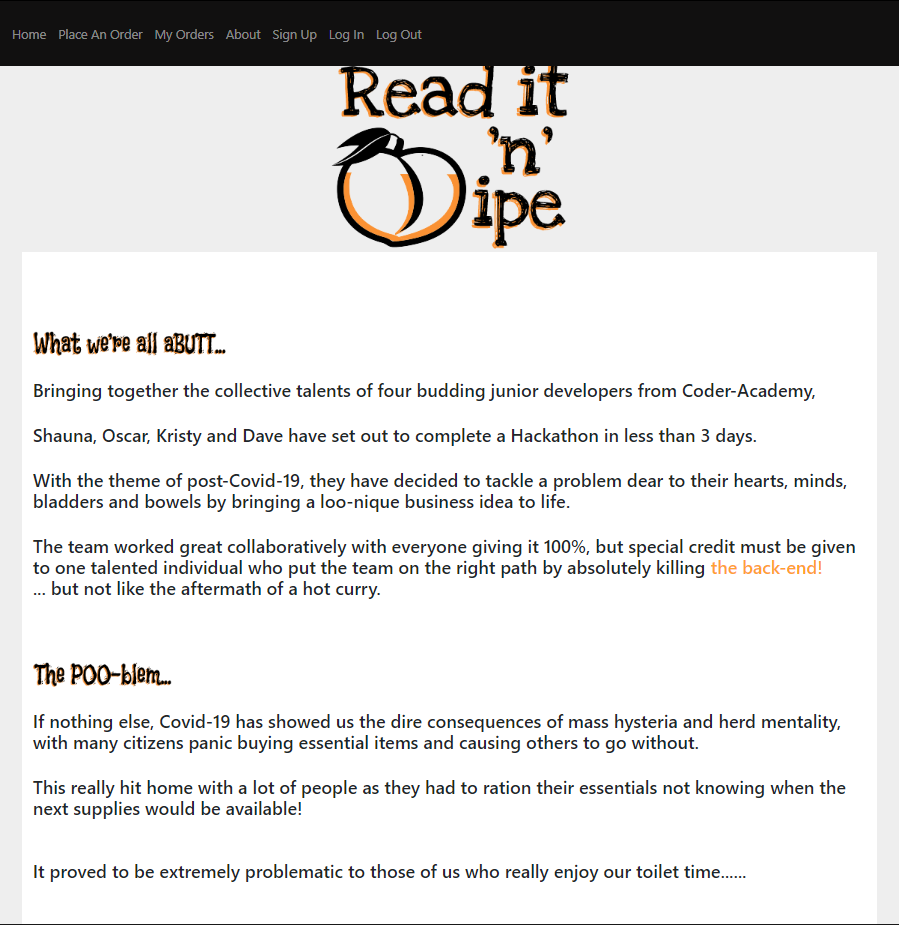 Home Place An Order My Orders About Sign Up Log In Log Out
Read it
'n'
ipe
What we're all aBUTT...
Bringing together the collective talents of four budding junior developers from Coder-Academy,
Shauna, Oscar, Kristy and Dave have set out to complete a Hackathon in less than 3 days.
With the theme of post-Covid-19, they have decided to tackle a problem dear to their hearts, minds,
bladders and bowels by bringing a loo-nique business idea to life.
The team worked great collaboratively with everyone giving it 100%, but special credit must be given
to one talented individual who put the team on the right path by absolutely killing the back-end!
... but not like the aftermath of a hot curry.
The POO-blem...
If nothing else, Covid-19 has showed us the dire consequences of mass hysteria and herd mentality,
with many citizens panic buying essential items and causing others to go without.
This really hit home with a lot of people as they had to ration their essentials not knowing when the
next supplies would be available!
It proved to be extremely problematic to those of us who really enjoy our toilet time......